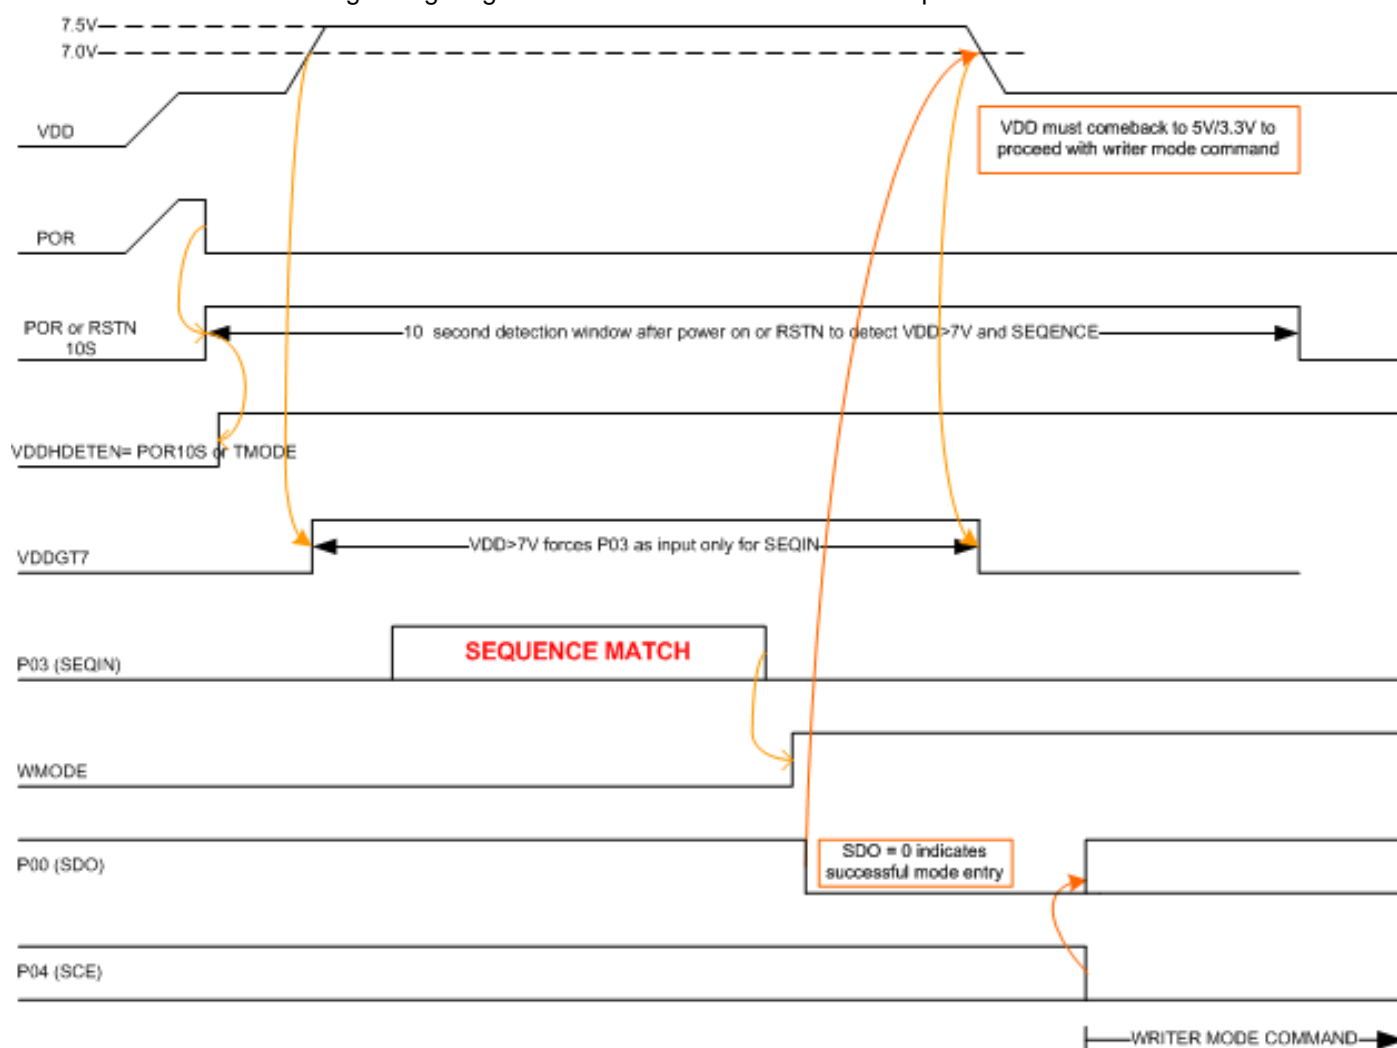 7.5V
7.0V
VDD
VDD must comeback to 5V/3.3V to
proceed with writer mode command
POR
POR or RSTN
10S
10 second detection window after power on or RSTN to detect VDD>7V and SEQENCE
VDDHDETEN= POR10S or TMODE
VDDGT7
VDD>7V forces P03 as input only for SEQIN
P03 (SEQIN)
SEQUENCE MATCH
WMODE
P00 (SDO)
SDO = 0 indicates
successful mode entry
P04 (SCE)
WRITER MODE COMMAND